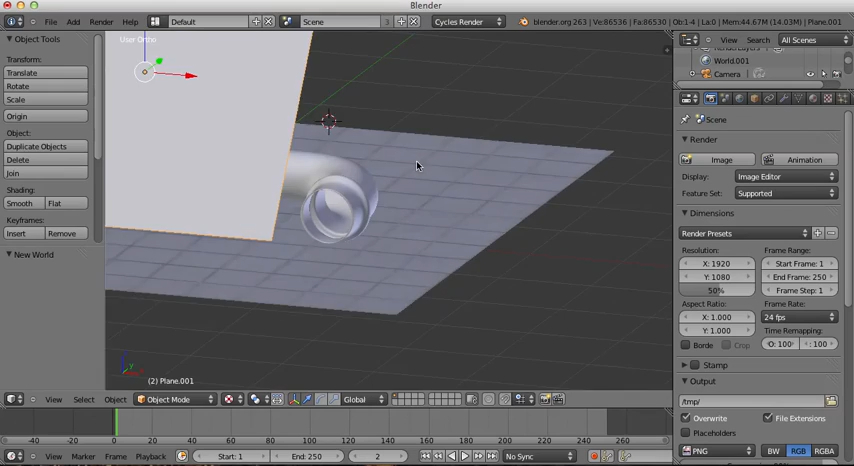 Blender
File Add Render Help Default Scene 3 Cycles Render blender.org 263 | Ve:86536 | Fa:86530 | Ob:1-4 | La:0 | Mem:44.67M (14.03M) | Plane.001
Object Tools
Transform:
Translate
Rotate
Scale
Origin
Object:
Duplicate Objects
Delete
Join
Shading:
Smooth Flat
Keyframes:
Insert Remove
New World
User Ortho
(2) Plane.001
View Select Object Object Mode Global
-40 -20 0 20 40 60 80 100 120 140 160 180 200 220 240 260
View Marker Frame Playback Start: 1 End: 250 2 No Sync
View Search All Scenes
RenderLayers
World.001
Camera
Scene
Render
Image Animation
Display: Image Editor
Feature Set: Supported
Dimensions
Render Presets
Resolution: Frame Range:
X: 1920 Start Frame: 1
Y: 1080 End Frame: 250
50% Frame Step: 1
Aspect Ratio: Frame Rate:
X: 1.000 24 fps
Y: 1.000 Time Remapping:
Borde Crop O: 100 : 100
Stamp
Output
/tmp/
Overwrite File Extensions
Placeholders
PNG BW RGB RGBA